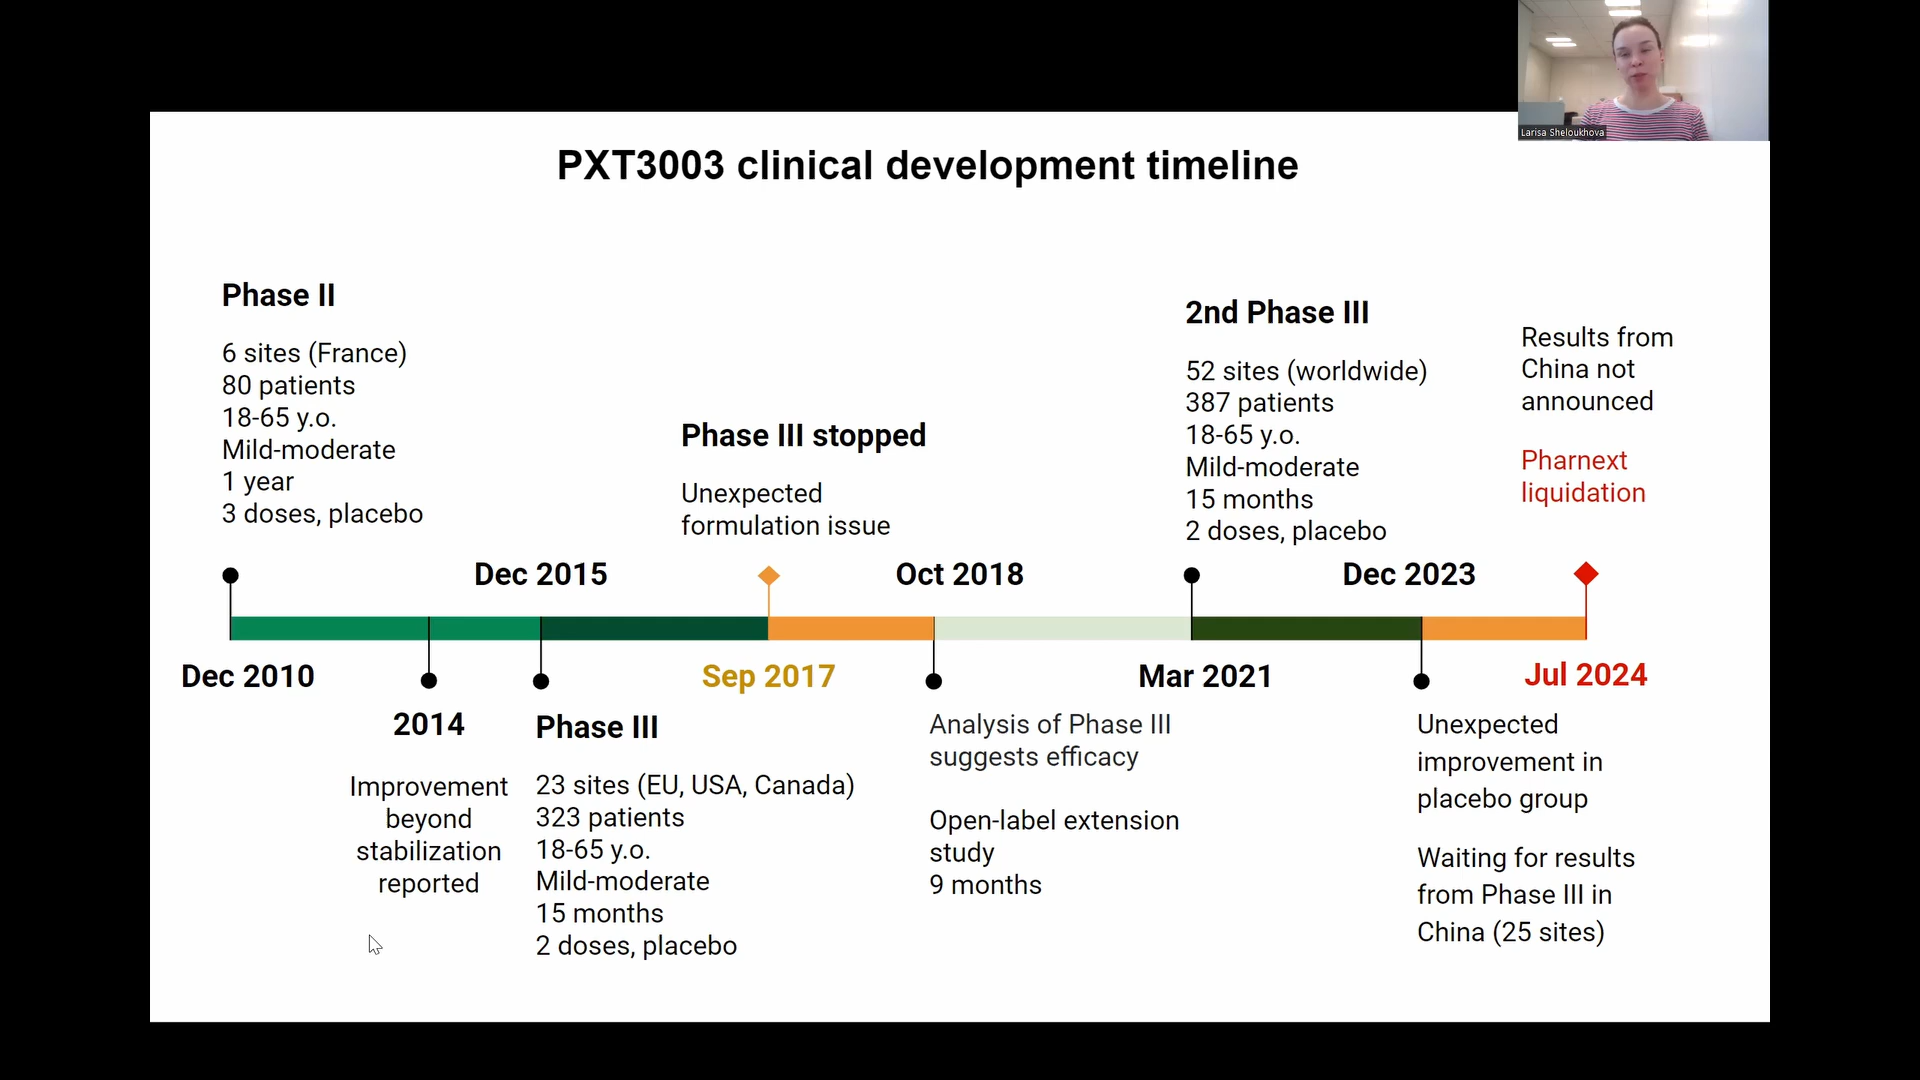 Larisa Sheloukhova
PXT3003 clinical development timeline
Phase II
6 sites (France)
80 patients
18-65 y.o.
Mild-moderate
1 year
3 doses, placebo
Phase III stopped
Unexpected
formulation issue
2nd Phase III
52 sites (worldwide)
387 patients
18-65 y.o.
Mild-moderate
15 months
2 doses, placebo
Results from
China not
announced
Pharnext
liquidation
Dec 2015
Oct 2018
Dec 2023
Dec 2010
Sep 2017
Mar 2021
Jul 2024
2014
Improvement
beyond
stabilization
reported
Phase III
23 sites (EU, USA, Canada)
323 patients
18-65 y.o.
Mild-moderate
15 months
2 doses, placebo
Analysis of Phase III
suggests efficacy
Open-label extension
study
9 months
Unexpected
improvement in
placebo group
Waiting for results
from Phase III in
China (25 sites)